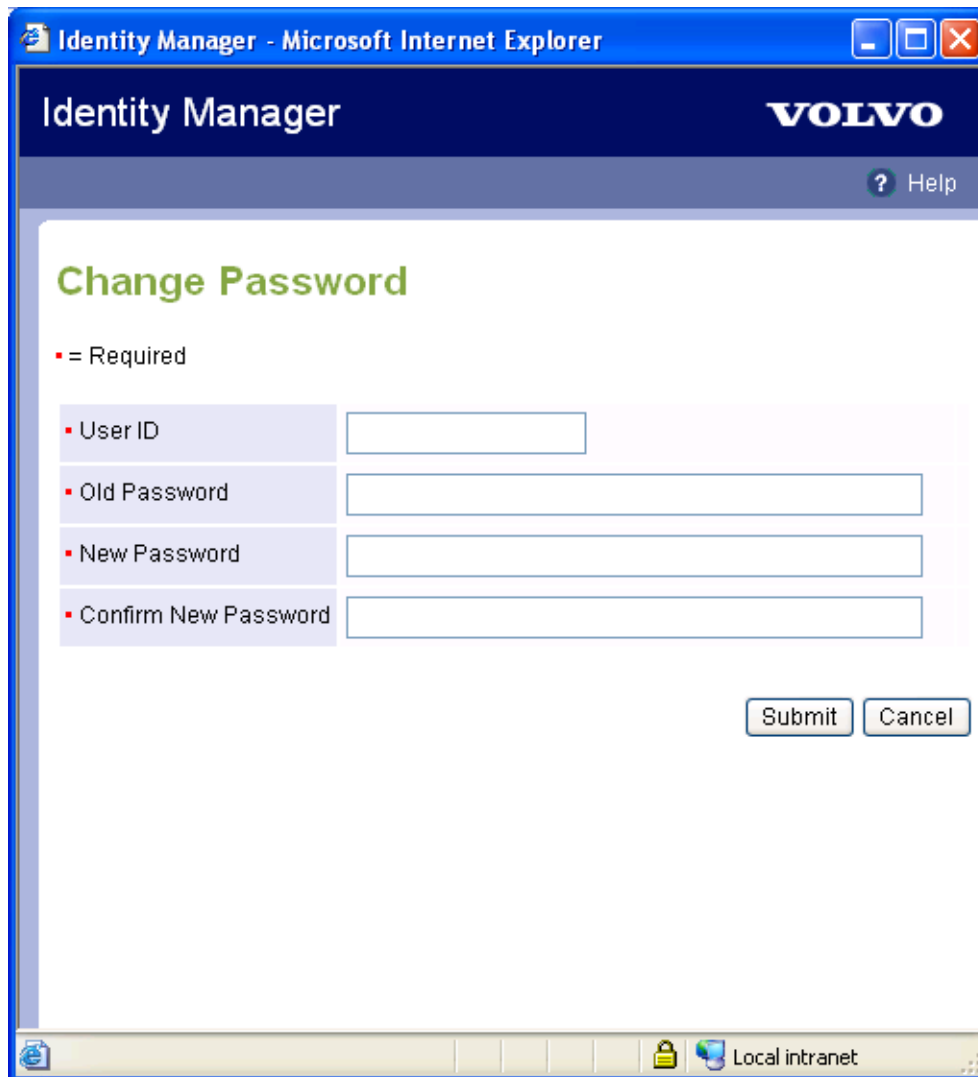 Identity Manager - Microsoft Internet Explorer
Identity Manager VOLVO
? Help
Change Password
▪ = Required
▪ User ID
▪ Old Password
▪ New Password
▪ Confirm New Password
Submit Cancel
Local intranet